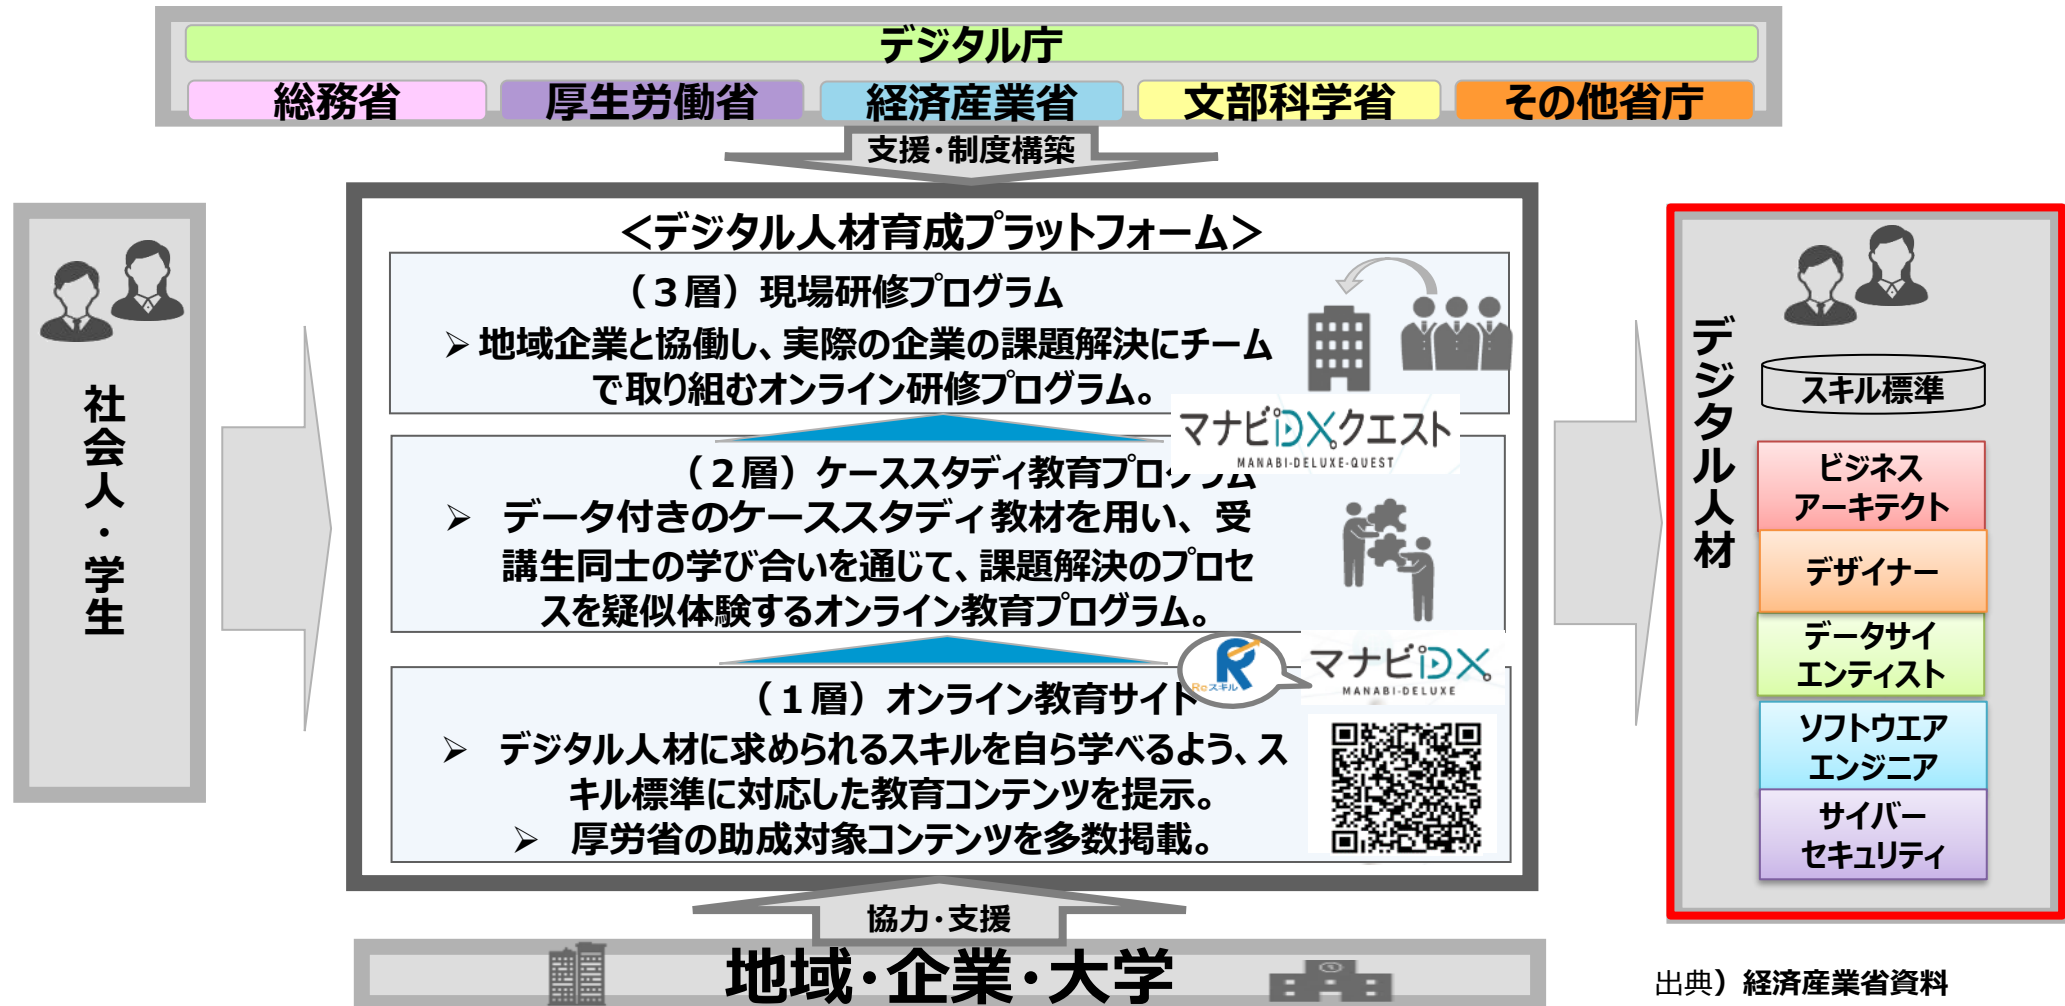 デジタル庁
総務省
厚生労働省
経済産業省
文部科学省
その他省庁
支援・制度構築
社会人・学生
＜デジタル人材育成プラットフォーム＞
（３層）現場研修プログラム
➢ 地域企業と協働し、実際の企業の課題解決にチーム
で取り組むオンライン研修プログラム。
マナビDXクエスト
MANABI-DELUXE-QUEST
（２層）ケーススタディ教育プログラム
➢ データ付きのケーススタディ教材を用い、受
講生同士の学び合いを通じて、課題解決のプロセ
スを疑似体験するオンライン教育プログラム。
Reスキル
マナビDX
MANABI-DELUXE
（１層）オンライン教育サイト
➢ デジタル人材に求められるスキルを自ら学べるよう、ス
キル標準に対応した教育コンテンツを提示。
➢ 厚労省の助成対象コンテンツを多数掲載。
協力・支援
地域・企業・大学
デジタル人材
スキル標準
ビジネス
アーキテクト
デザイナー
データサイ
エンティスト
ソフトウエア
エンジニア
サイバー
セキュリティ
出典）経済産業省資料